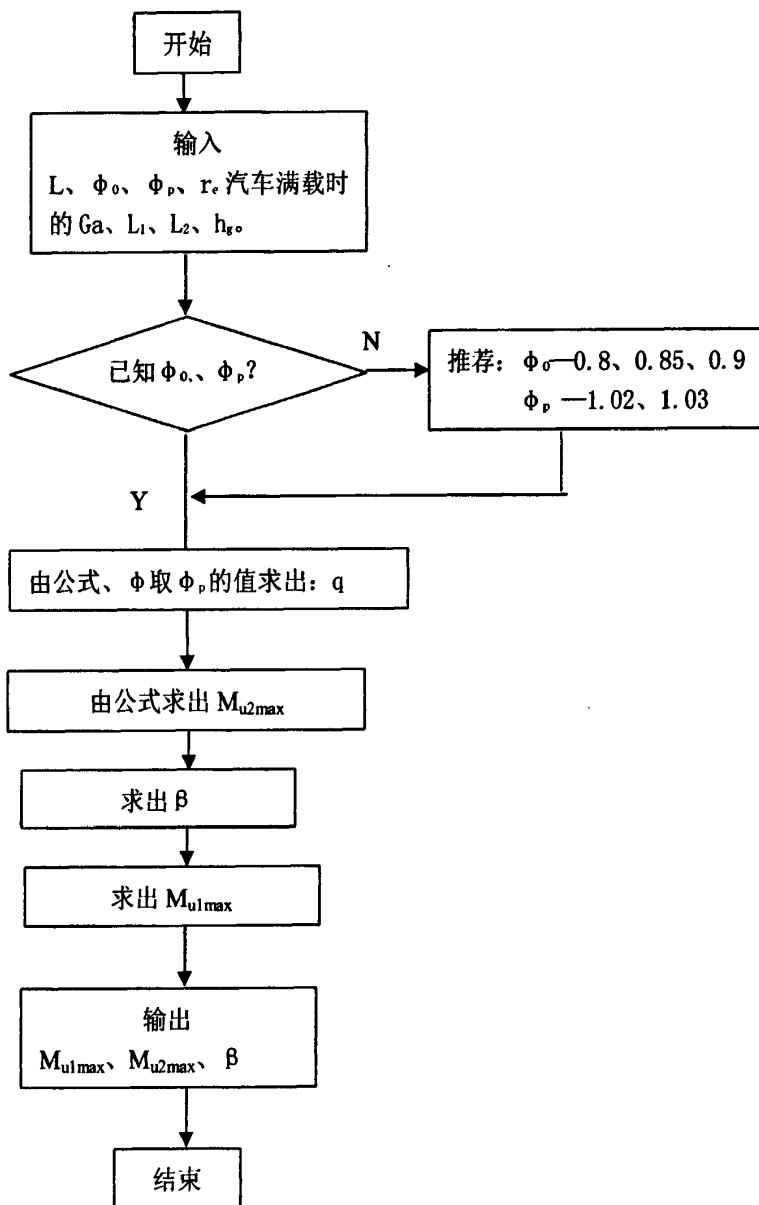 开始
输入
L、Φ₀、Φₚ、rₑ汽车满载时
的Ga、L₁、L₂、hg。
已知Φ₀.、Φₚ？
N
推荐：Φ₀—0.8、0.85、0.9
Φₚ —1.02、1.03
Y
由公式、Φ取Φₚ的值求出：q
由公式求出Mu2max
求出β
求出Mu1max
输出
Mu1max、Mu2max、β
结束